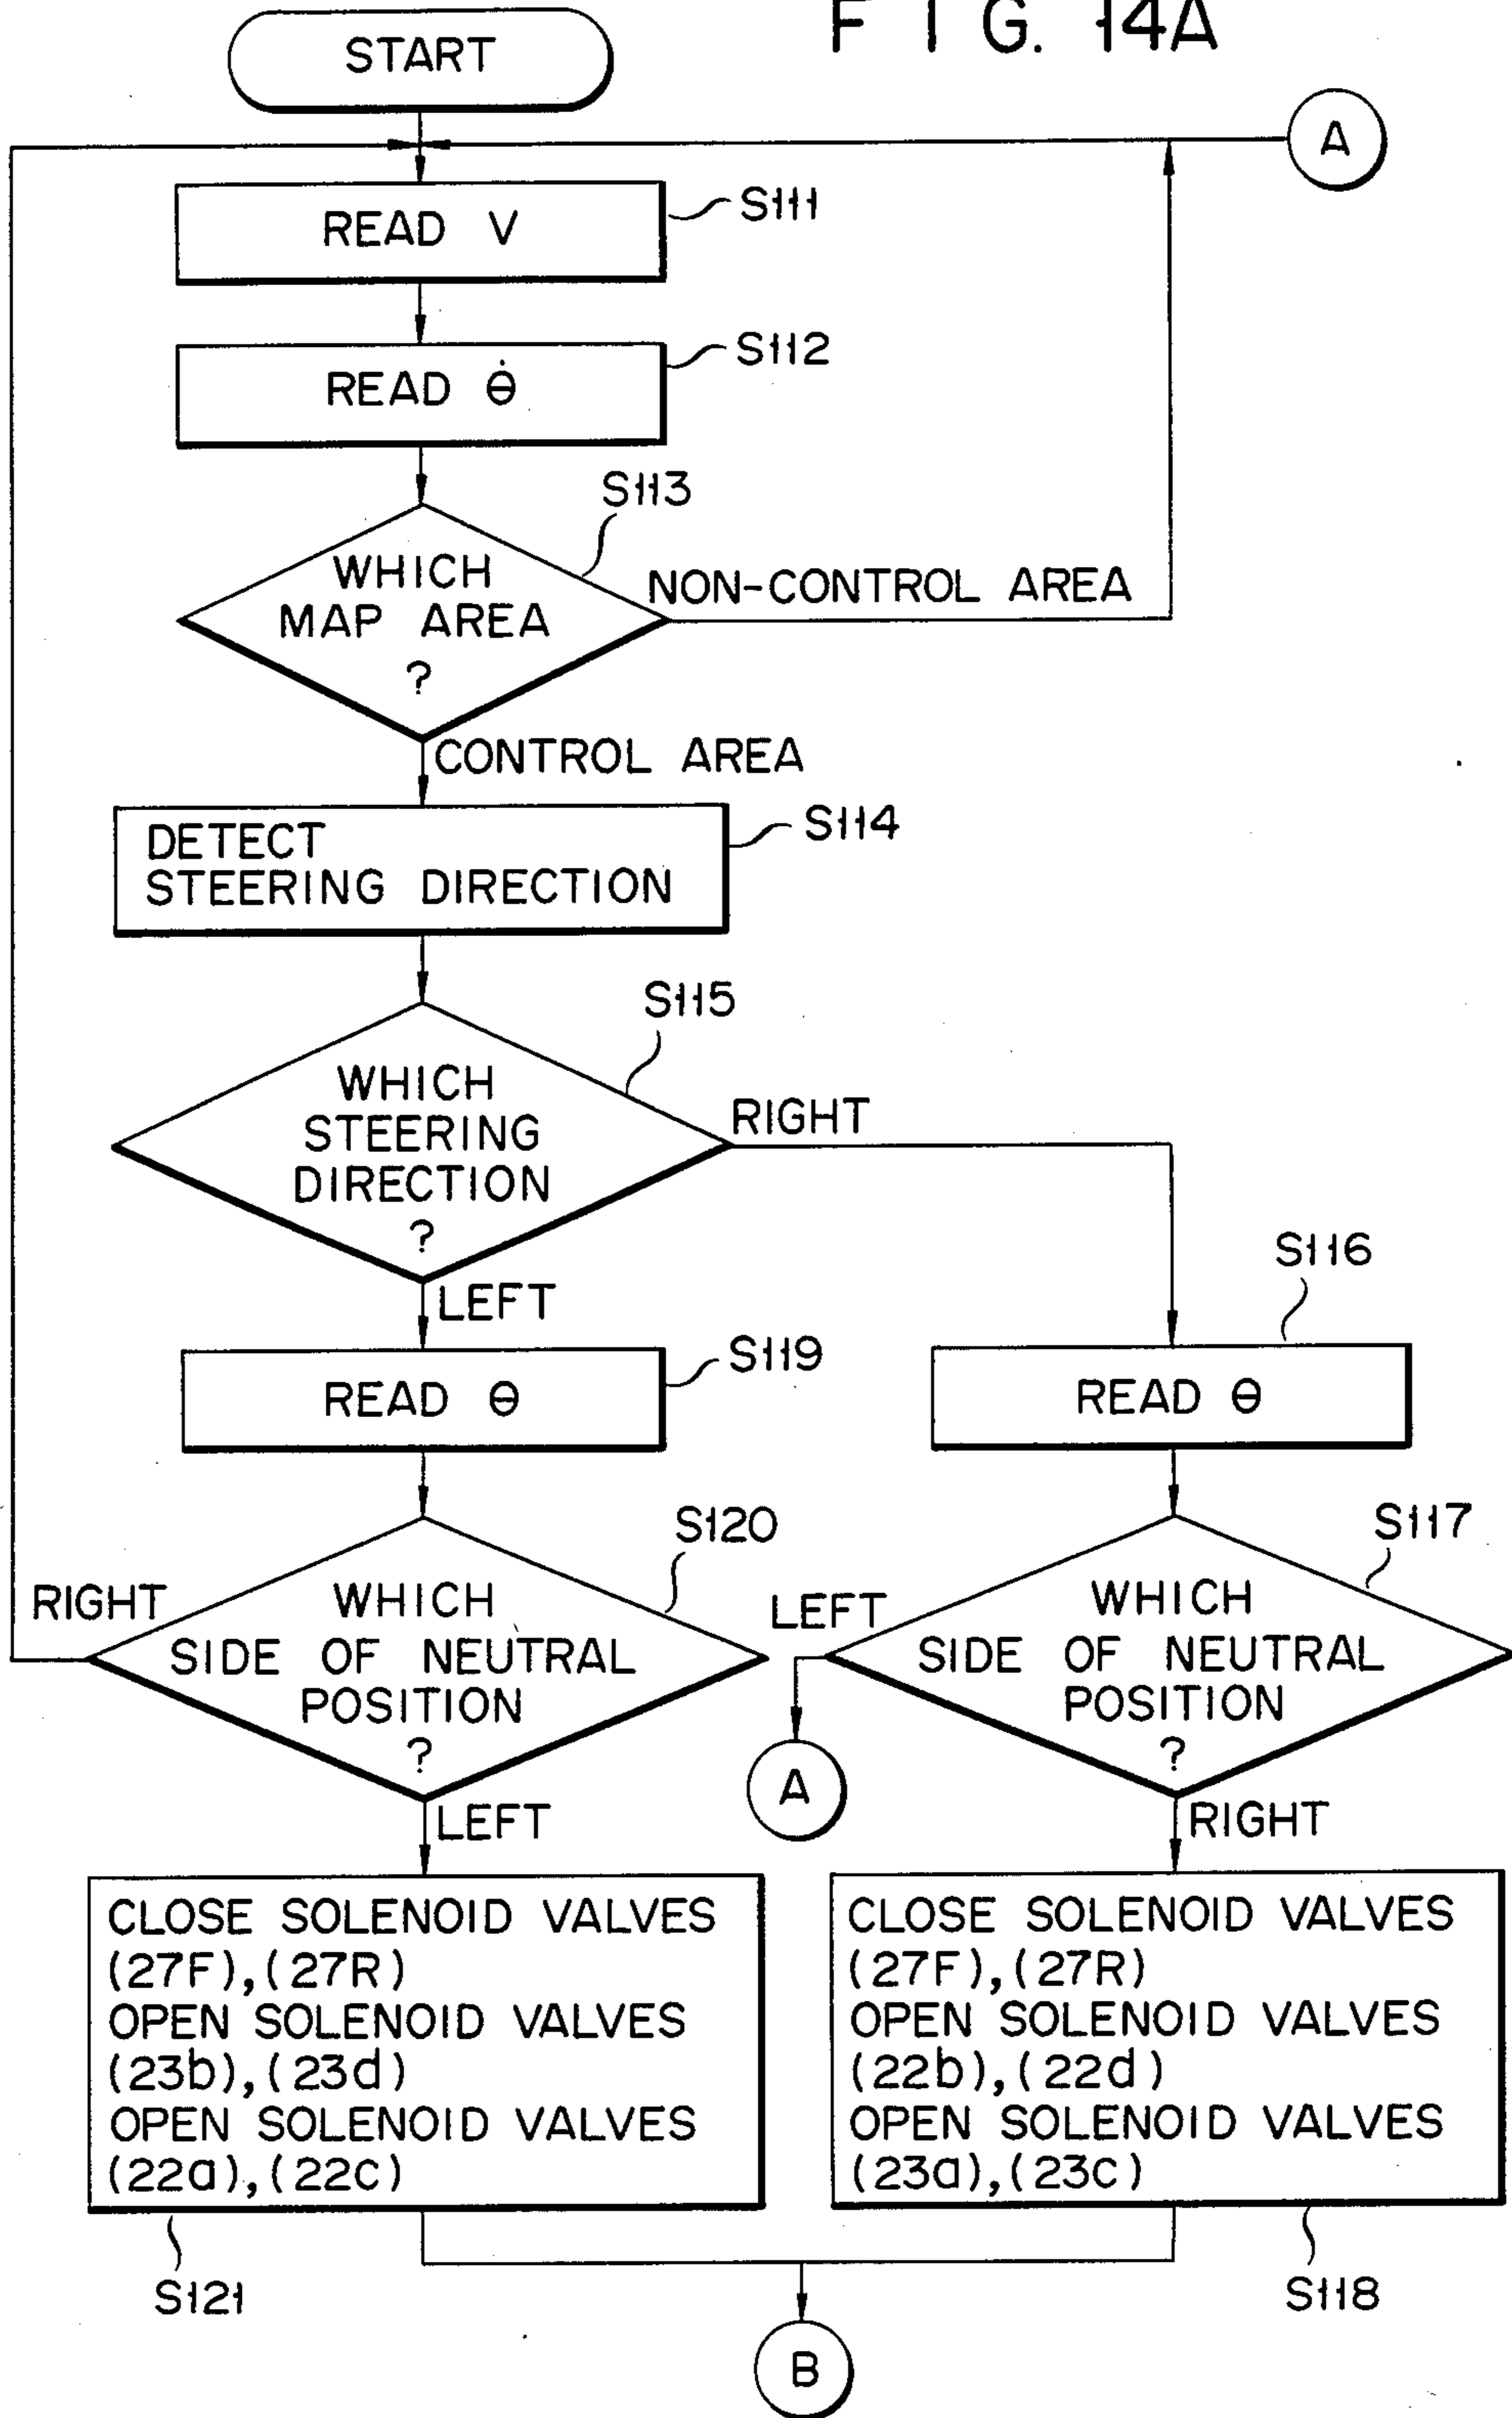 FIG. 14A
START
A
READ V
S111
READ θ̇
S112
S113
WHICH
MAP AREA
?
NON-CONTROL AREA
CONTROL AREA
DETECT
STEERING DIRECTION
S114
S115
WHICH
STEERING
DIRECTION
?
RIGHT
LEFT
S116
READ θ
S119
READ θ
S120
S117
RIGHT
WHICH
SIDE OF NEUTRAL
POSITION
?
LEFT
WHICH
SIDE OF NEUTRAL
POSITION
?
A
LEFT
RIGHT
CLOSE SOLENOID VALVES
(27F),(27R)
OPEN SOLENOID VALVES
(23b),(23d)
OPEN SOLENOID VALVES
(22a),(22c)
CLOSE SOLENOID VALVES
(27F),(27R)
OPEN SOLENOID VALVES
(22b),(22d)
OPEN SOLENOID VALVES
(23a),(23c)
S121
S118
B